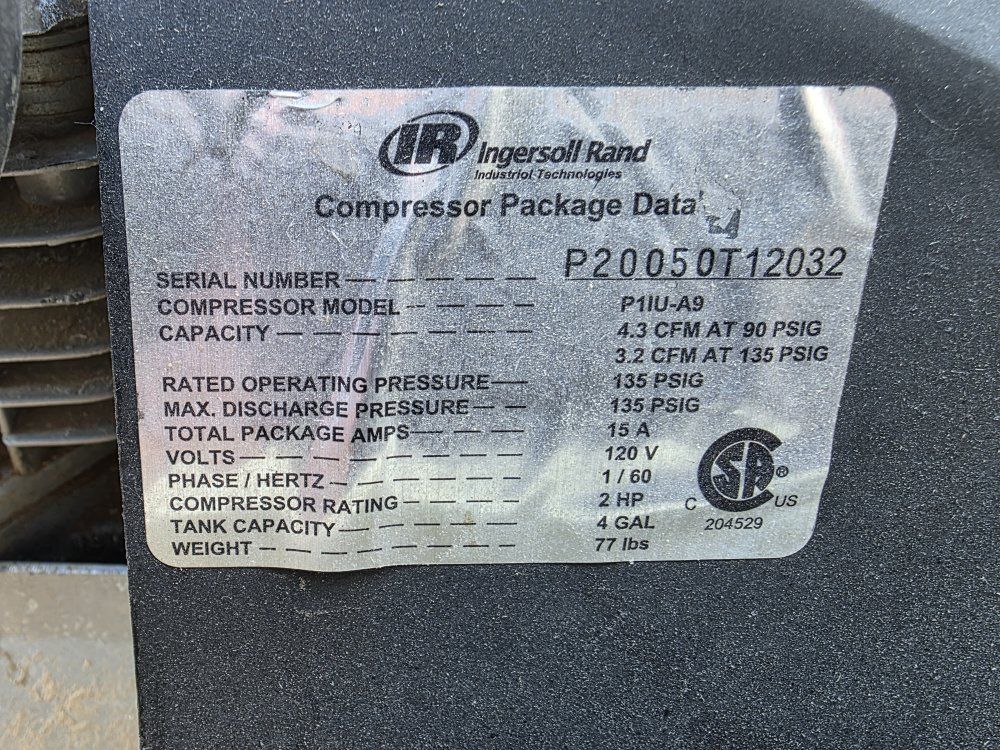 IR Ingersoll Rand
Industrial Technologies
Compressor Package Data
SERIAL NUMBER P20050T12032
COMPRESSOR MODEL P1IU-A9
CAPACITY 4.3 CFM AT 90 PSIG
3.2 CFM AT 135 PSIG
RATED OPERATING PRESSURE 135 PSIG
MAX. DISCHARGE PRESSURE 135 PSIG
TOTAL PACKAGE AMPS 15 A
VOLTS 120 V
PHASE / HERTZ 1 / 60
COMPRESSOR RATING 2 HP
TANK CAPACITY 4 GAL
WEIGHT 77 lbs
C SA ® US
204529